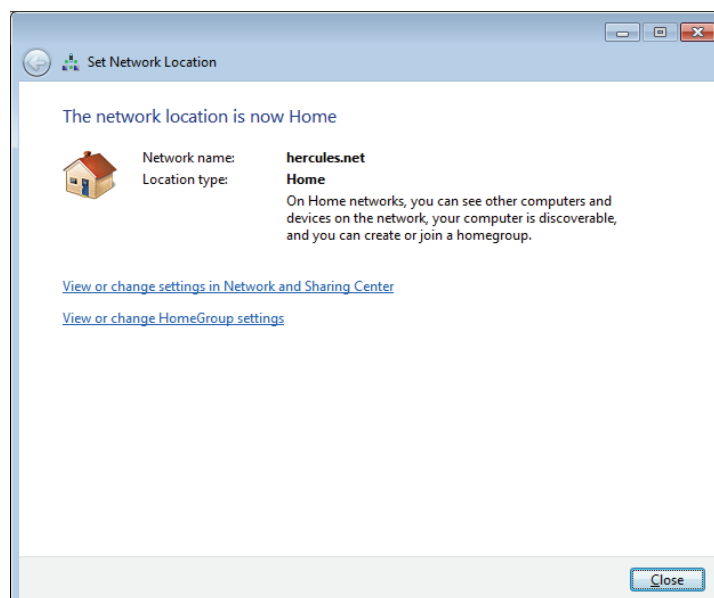 Set Network Location
The network location is now Home
Network name: hercules.net
Location type: Home
On Home networks, you can see other computers and
devices on the network, your computer is discoverable,
and you can create or join a homegroup.
View or change settings in Network and Sharing Center
View or change HomeGroup settings
Close